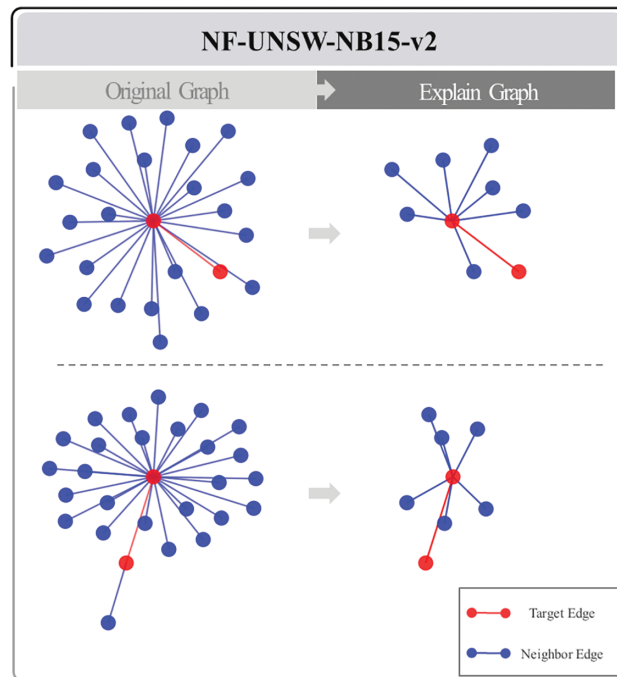 NF-UNSW-NB15-v2
Original Graph
Explain Graph
Target Edge
Neighbor Edge